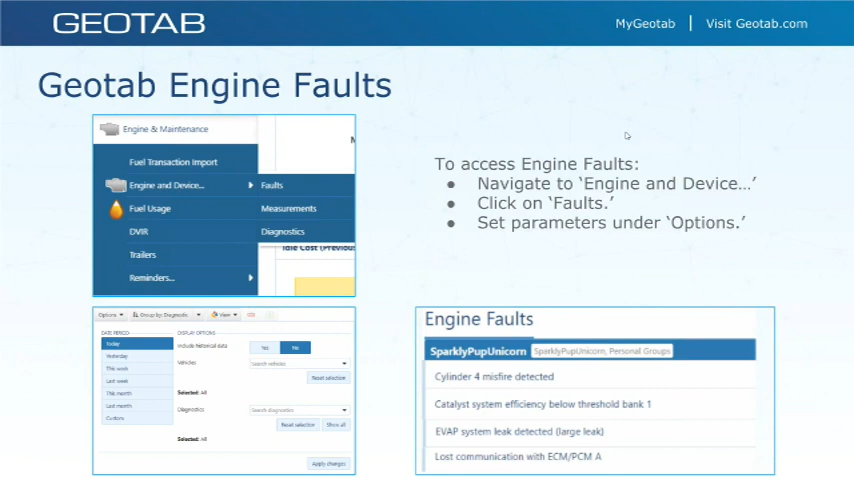 GEOTAB
MyGeotab | Visit Geotab.com
Geotab Engine Faults
Engine & Maintenance
Fuel Transaction Import
Engine and Device...
Faults
Fuel Usage
Measurements
DVIR
Diagnostics
Trailers
Idle Cost (Previous
Reminders...
To access Engine Faults:
● Navigate to ‘Engine and Device…’
● Click on ‘Faults.’
● Set parameters under ‘Options.’
Options
Group by: Diagnostic
View
DATE PERIOD
Today
Yesterday
This week
Last week
This month
Last month
Custom
DISPLAY OPTIONS
Include historical data
Yes
No
Vehicles
Search vehicles
Reset selection
Selected: All
Diagnostics
Search diagnostics
Reset selection
Show all
Selected: All
Apply changes
Engine Faults
SparklyPupUnicorn
SparklyPupUnicorn, Personal Groups
Cylinder 4 misfire detected
Catalyst system efficiency below threshold bank 1
EVAP system leak detected (large leak)
Lost communication with ECM/PCM A